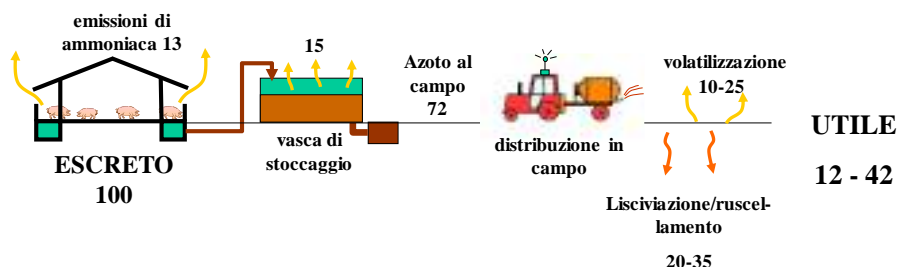 emissioni di
ammoniaca 13
15
Azoto al
campo
72
volatilizzazione
10-25
UTILE
12 - 42
ESCRETO
100
vasca di
stoccaggio
distribuzione in
campo
Lisciviazione/ruscel-
lamento
20-35